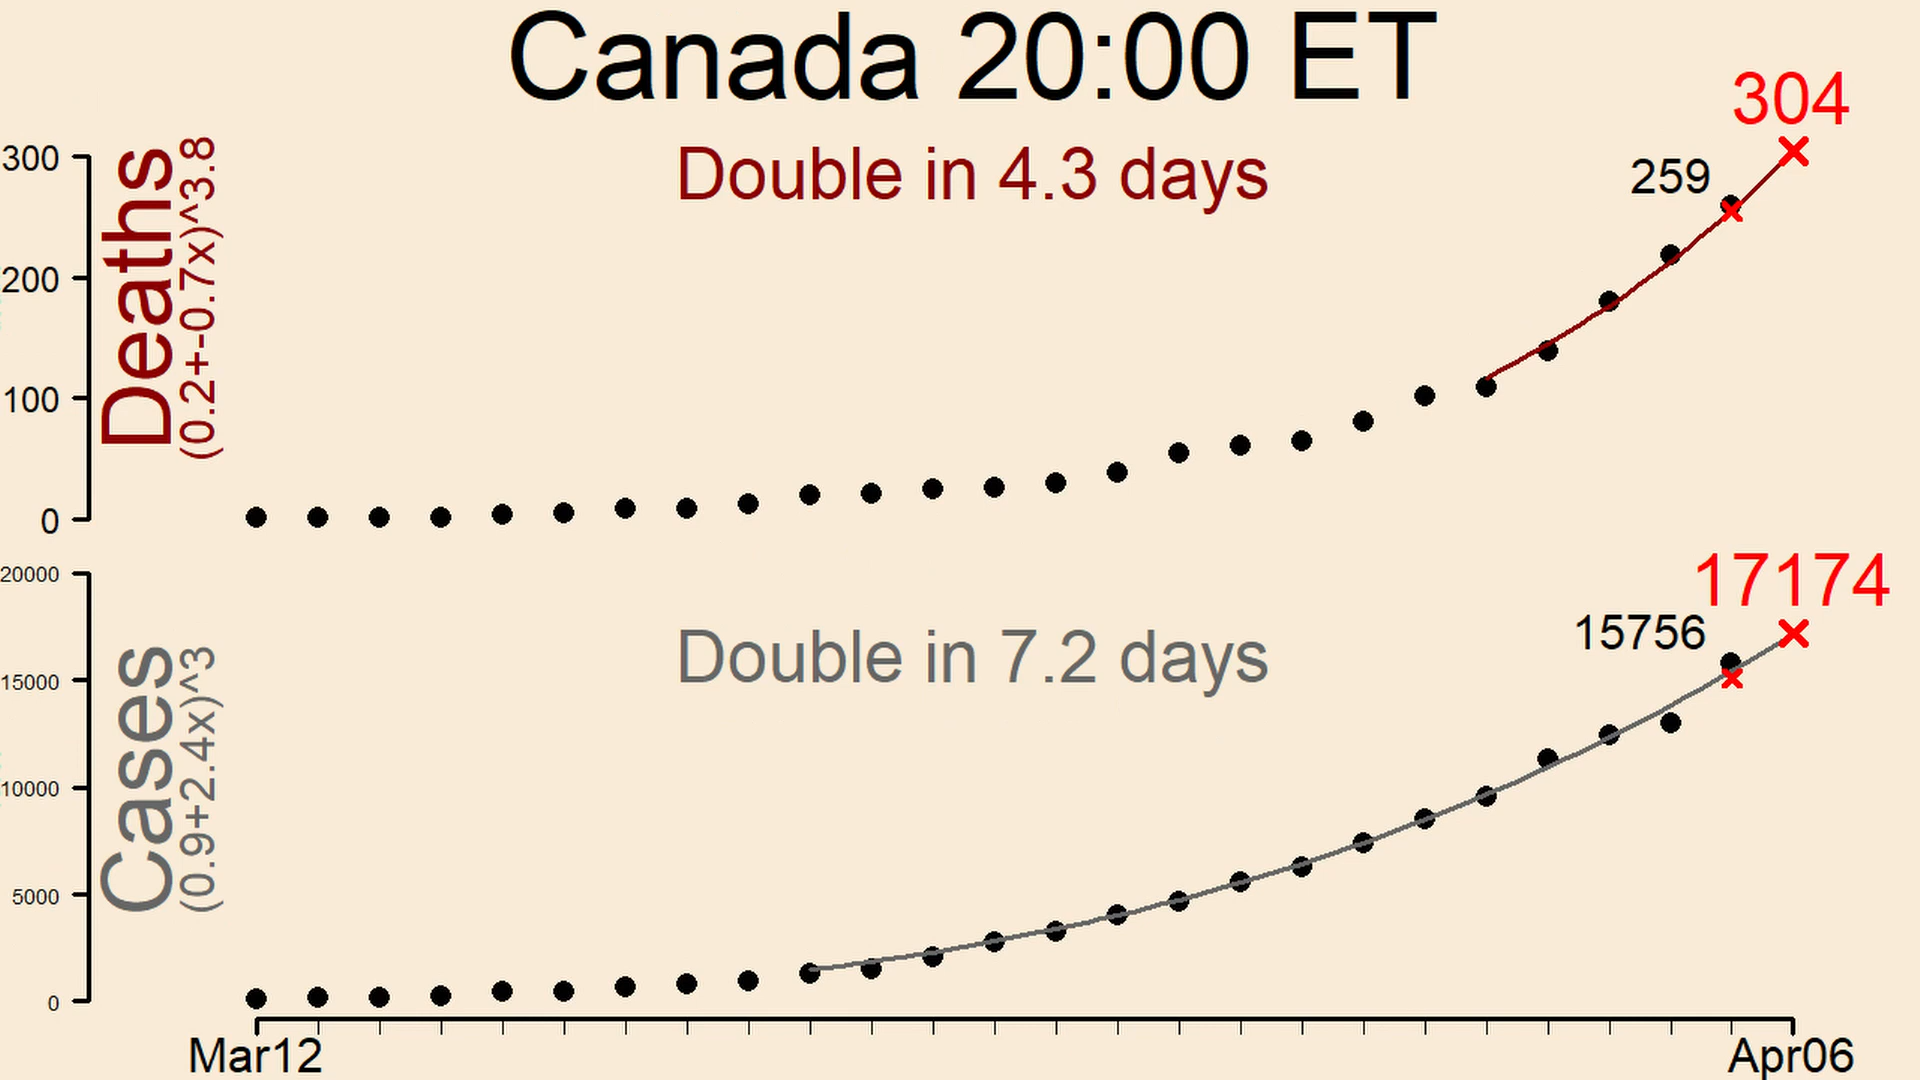 Canada 20:00 ET
304
Double in 4.3 days
259
Deaths
(0.2+-0.7x)^3.8
300
200
100
0
17174
Double in 7.2 days
15756
Cases
(0.9+2.4x)^3
20000
15000
10000
5000
0
Mar12
Apr06